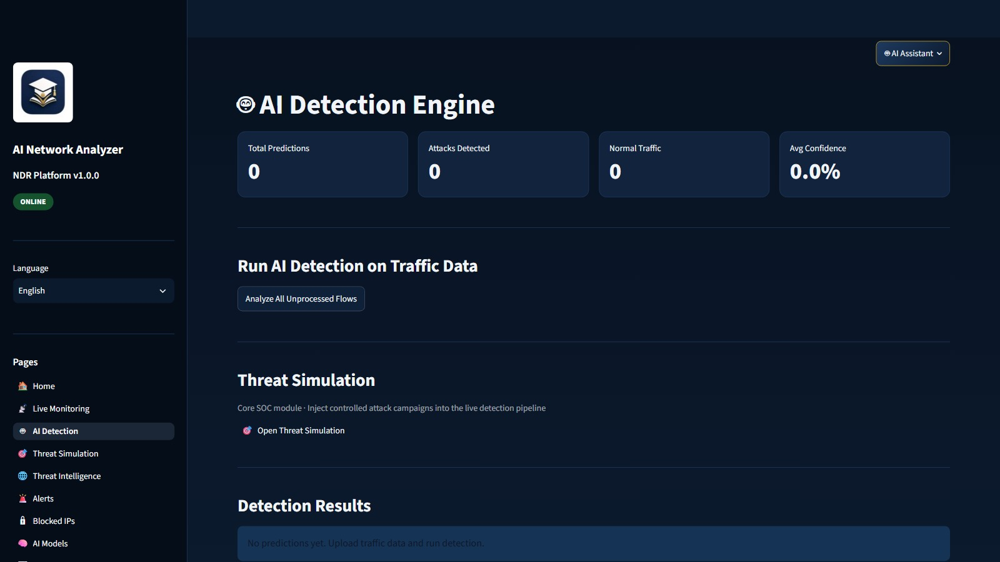 AI Network Analyzer
NDR Platform v1.0.0
ONLINE
Language
English
Pages
Home
Live Monitoring
AI Detection
Threat Simulation
Threat Intelligence
Alerts
Blocked IPs
AI Models
AI Assistant
AI Detection Engine
Total Predictions
0
Attacks Detected
0
Normal Traffic
0
Avg Confidence
0.0%
Run AI Detection on Traffic Data
Analyze All Unprocessed Flows
Threat Simulation
Core SOC module · Inject controlled attack campaigns into the live detection pipeline
Open Threat Simulation
Detection Results
No predictions yet. Upload traffic data and run detection.